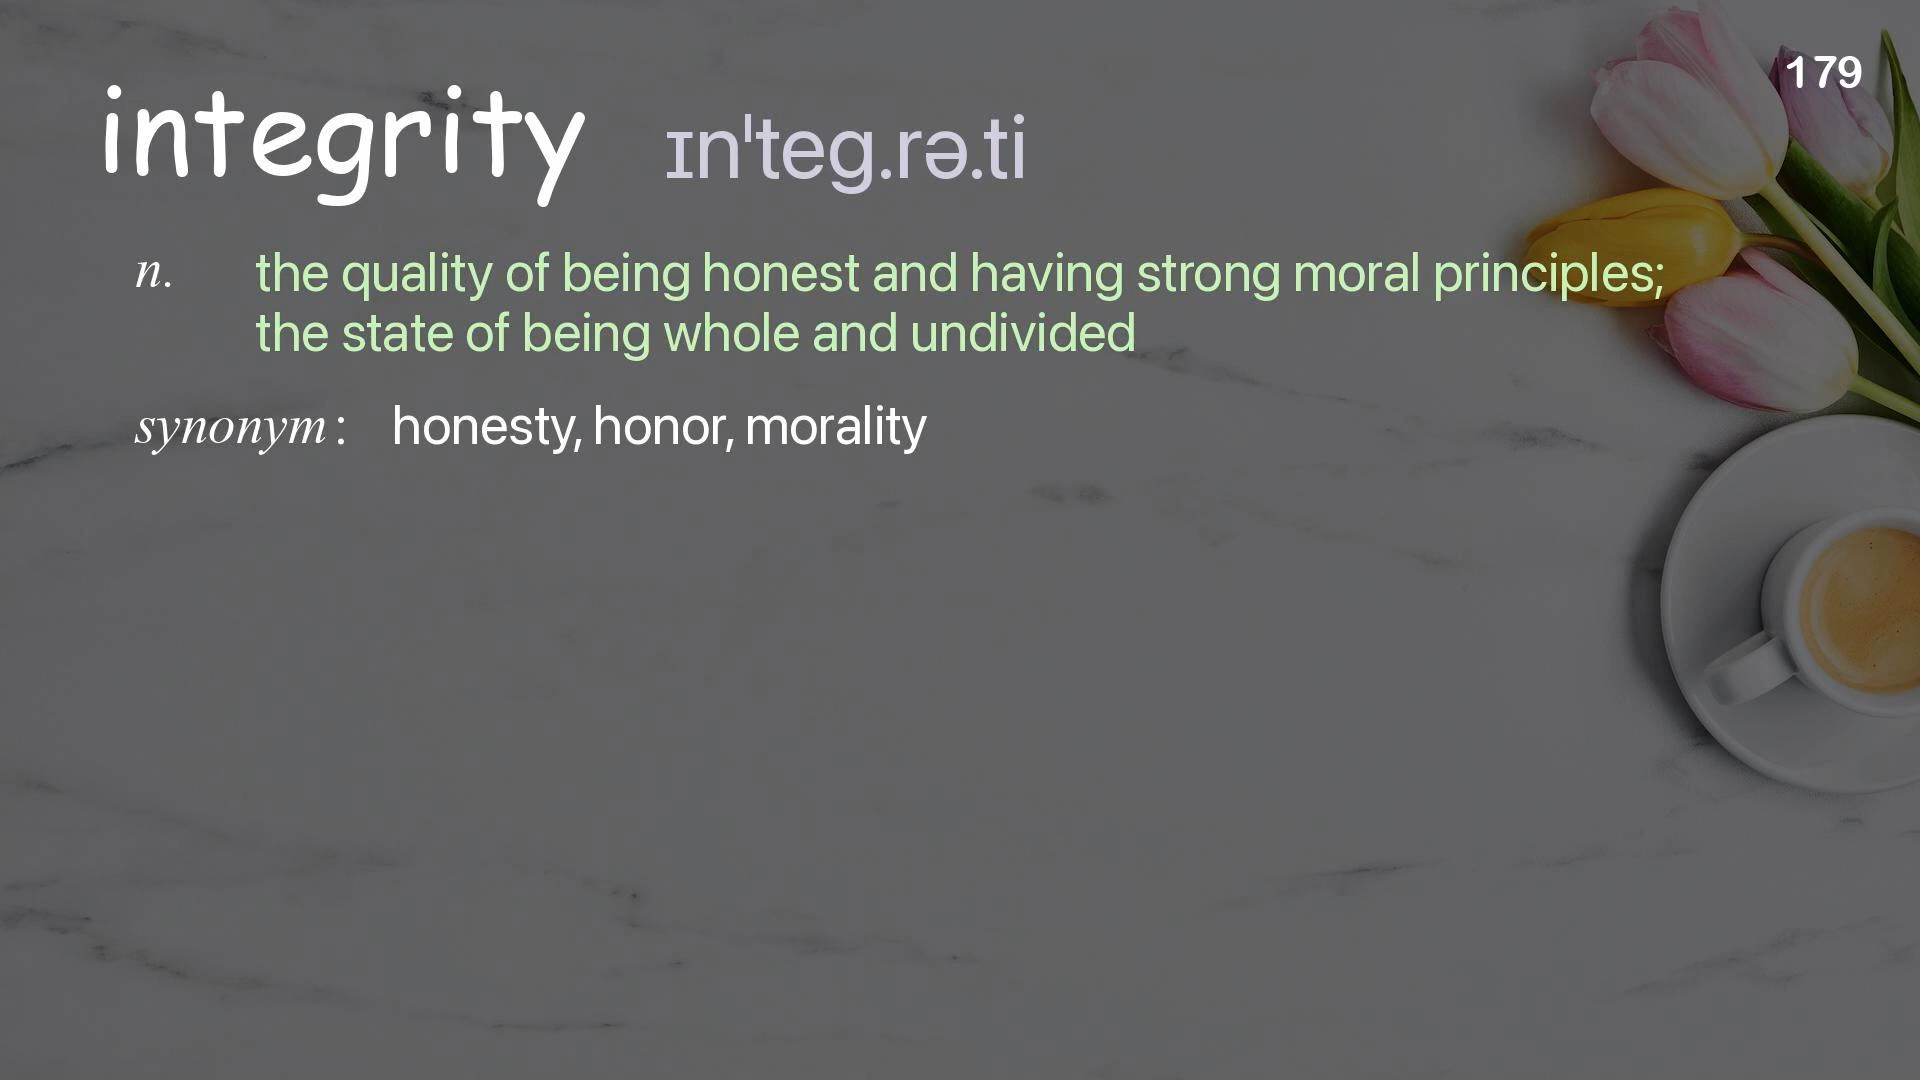 179
integrity ɪnˈteg.rə.ti
n. the quality of being honest and having strong moral principles;
the state of being whole and undivided
synonym: honesty, honor, morality